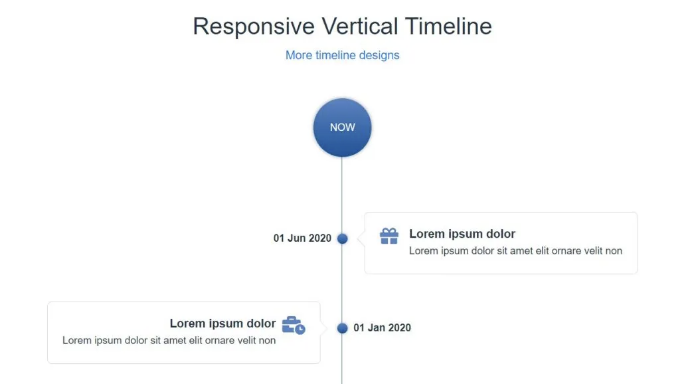 Responsive Vertical Timeline
More timeline designs
NOW
01 Jun 2020
Lorem ipsum dolor
Lorem ipsum dolor sit amet elit ornare velit non
Lorem ipsum dolor
Lorem ipsum dolor sit amet elit ornare velit non
01 Jan 2020